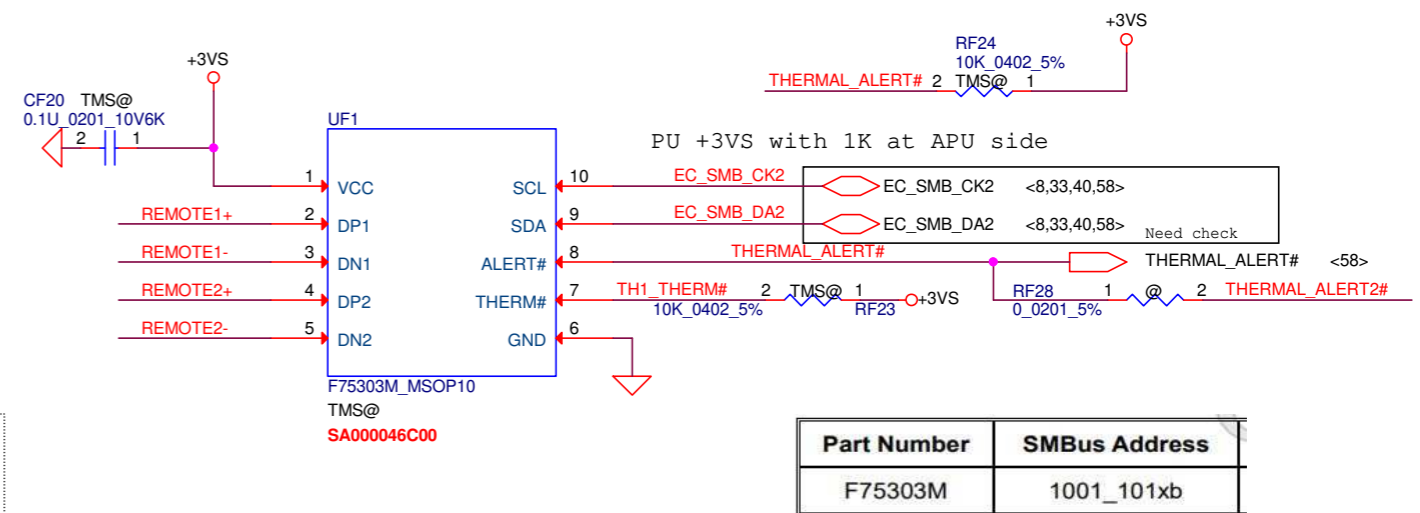 +3VS
RF24
10K_0402_5%
THERMAL_ALERT# 2 TMS@ 1
+3VS
CF20 TMS@
0.1U_0201_10V6K
2 1
UF1
PU +3VS with 1K at APU side
1 VCC SCL 10 EC_SMB_CK2 EC_SMB_CK2 <8,33,40,58>
REMOTE1+ 2 DP1 SDA 9 EC_SMB_DA2 EC_SMB_DA2 <8,33,40,58>
Need check
REMOTE1- 3 DN1 ALERT# 8 THERMAL_ALERT# THERMAL_ALERT# <58>
REMOTE2+ 4 DP2 THERM# 7 TH1_THERM# 2 TMS@ 1 +3VS
10K_0402_5% RF23
RF28 1 @ 2 THERMAL_ALERT2#
0_0201_5%
REMOTE2- 5 DN2 GND 6
F75303M_MSOP10
TMS@
SA000046C00
Part Number SMBus Address
F75303M 1001_101xb